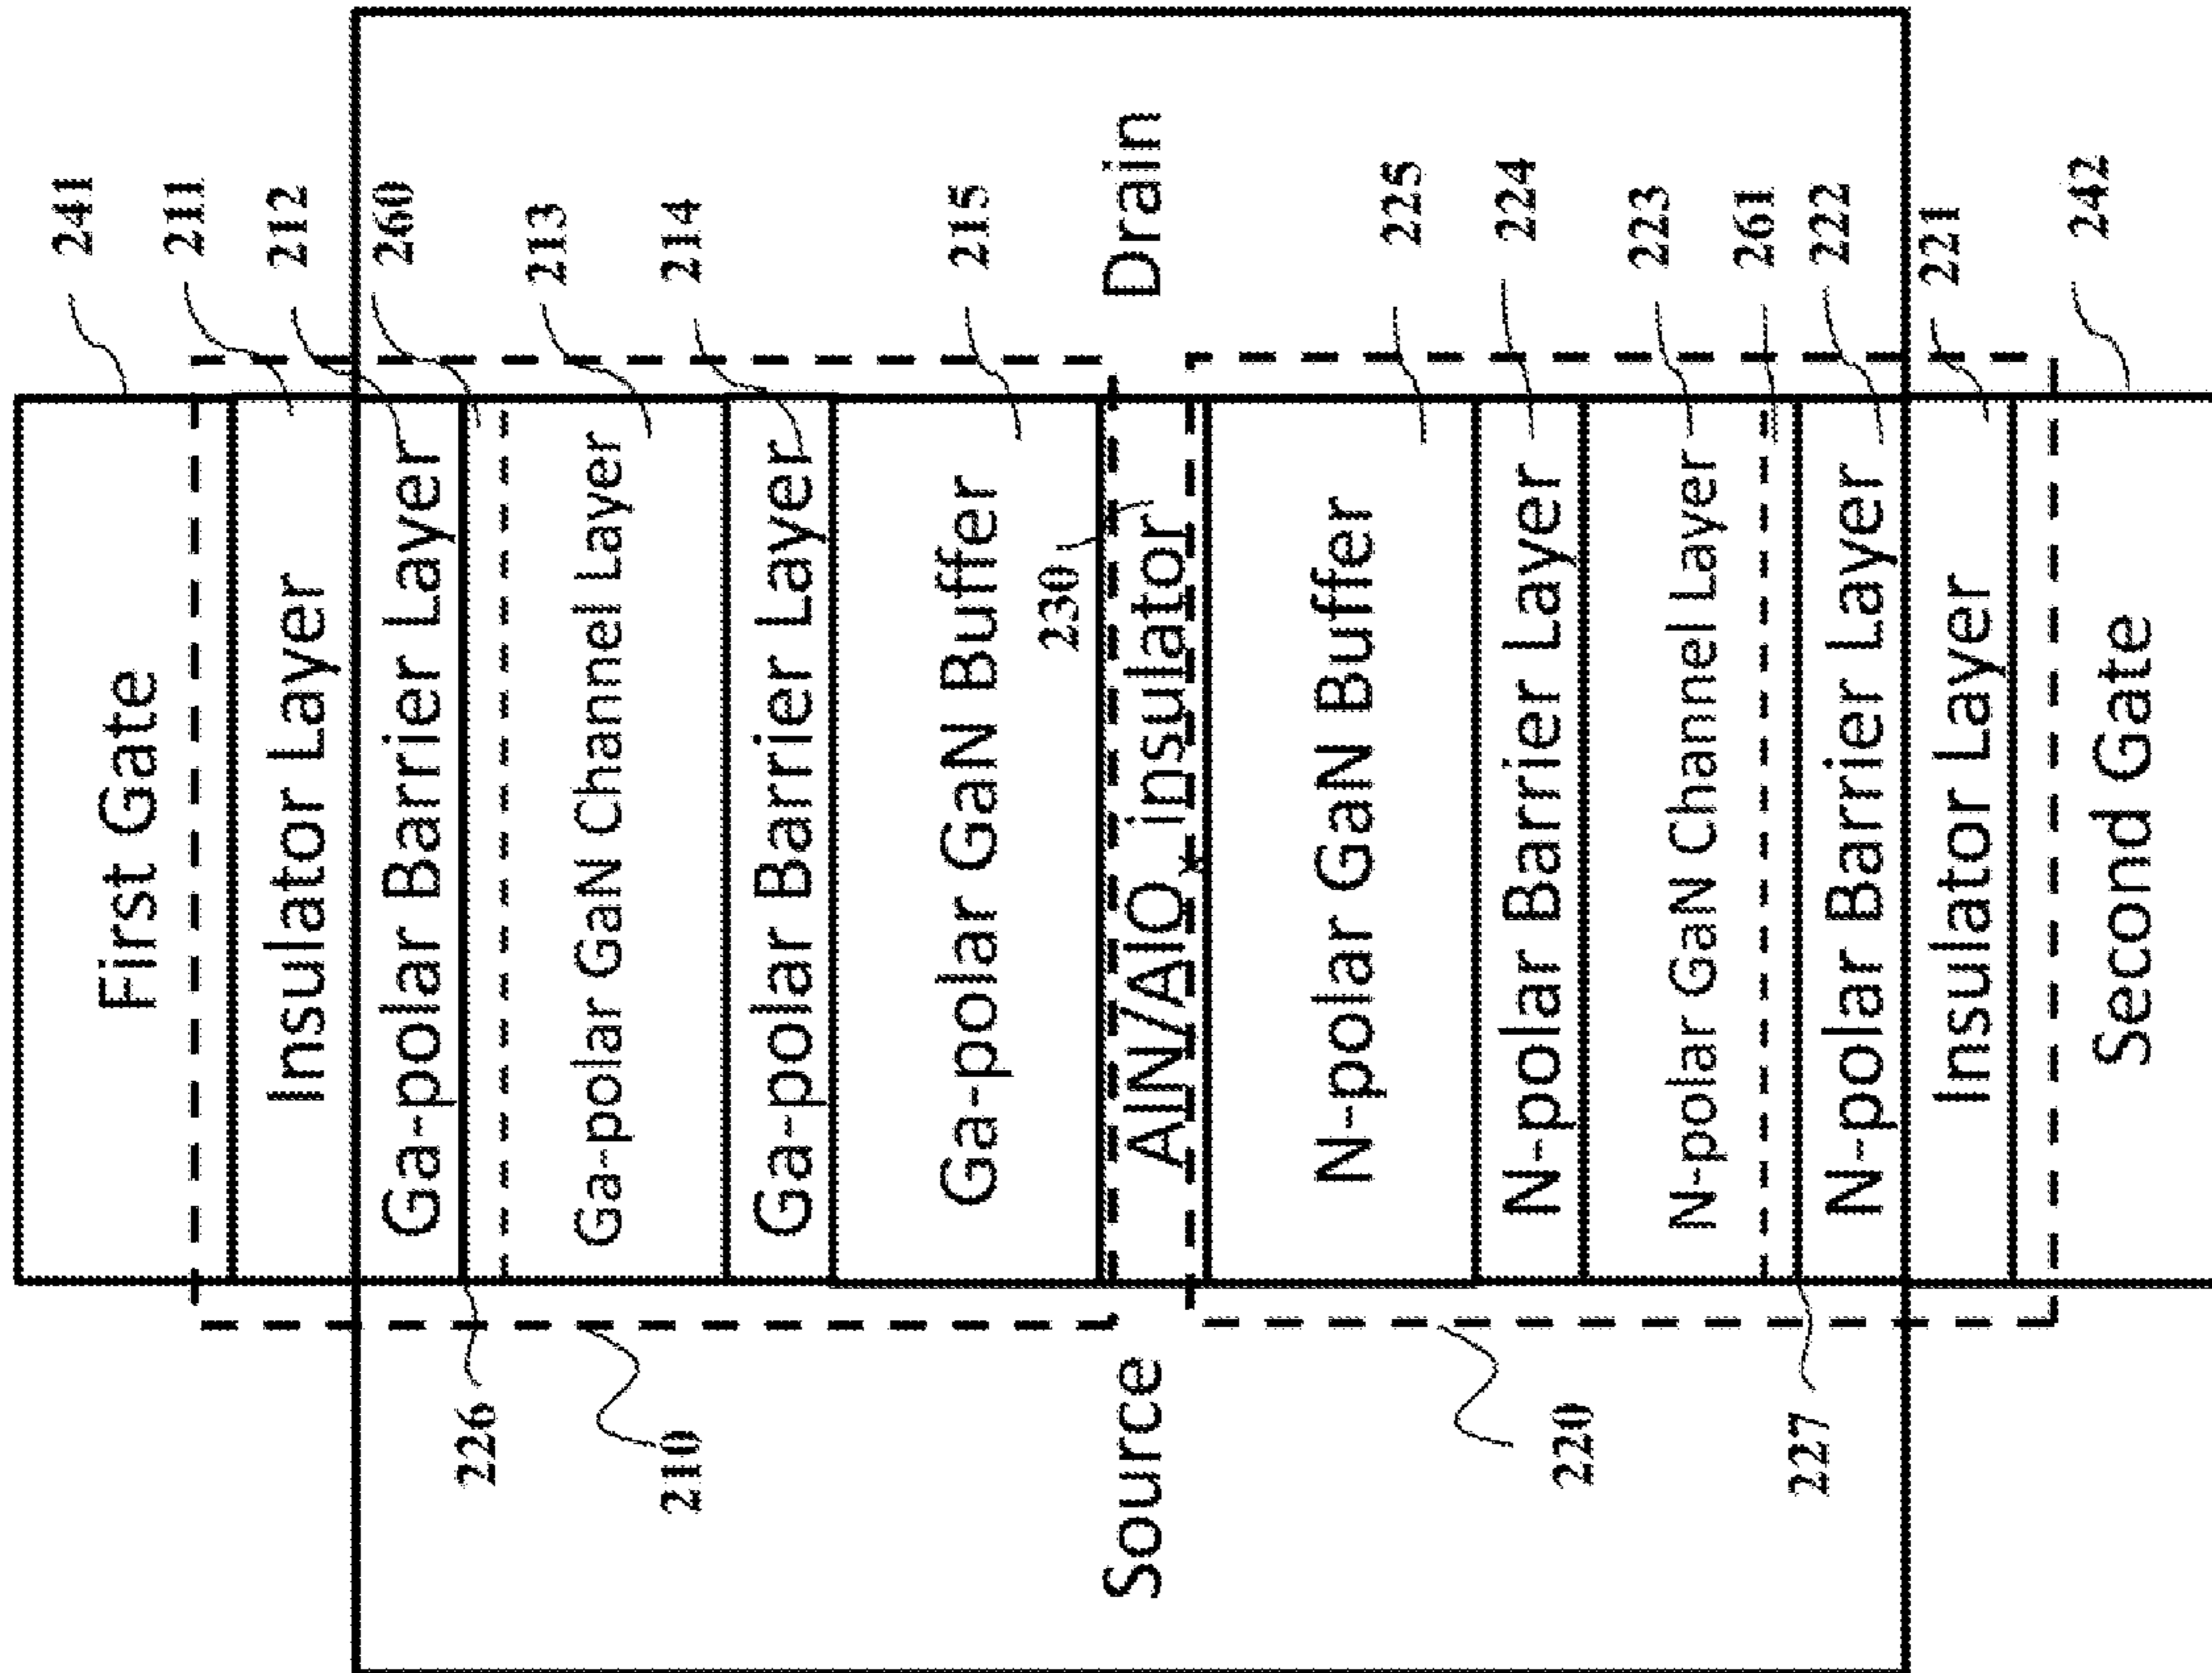 241
211
212
260
213
214
215
225
224
223
261
222
221
242
Drain
First Gate
Insulator Layer
Ga-polar Barrier Layer
Ga-polar GaN Channel Layer
Ga-polar Barrier Layer
Ga-polar GaN Buffer
230
AlN/AlOₓ insulator
N-polar GaN Buffer
N-polar Barrier Layer
N-polar GaN Channel Layer
N-polar Barrier Layer
Insulator Layer
Second Gate
Source
226
210
220
227